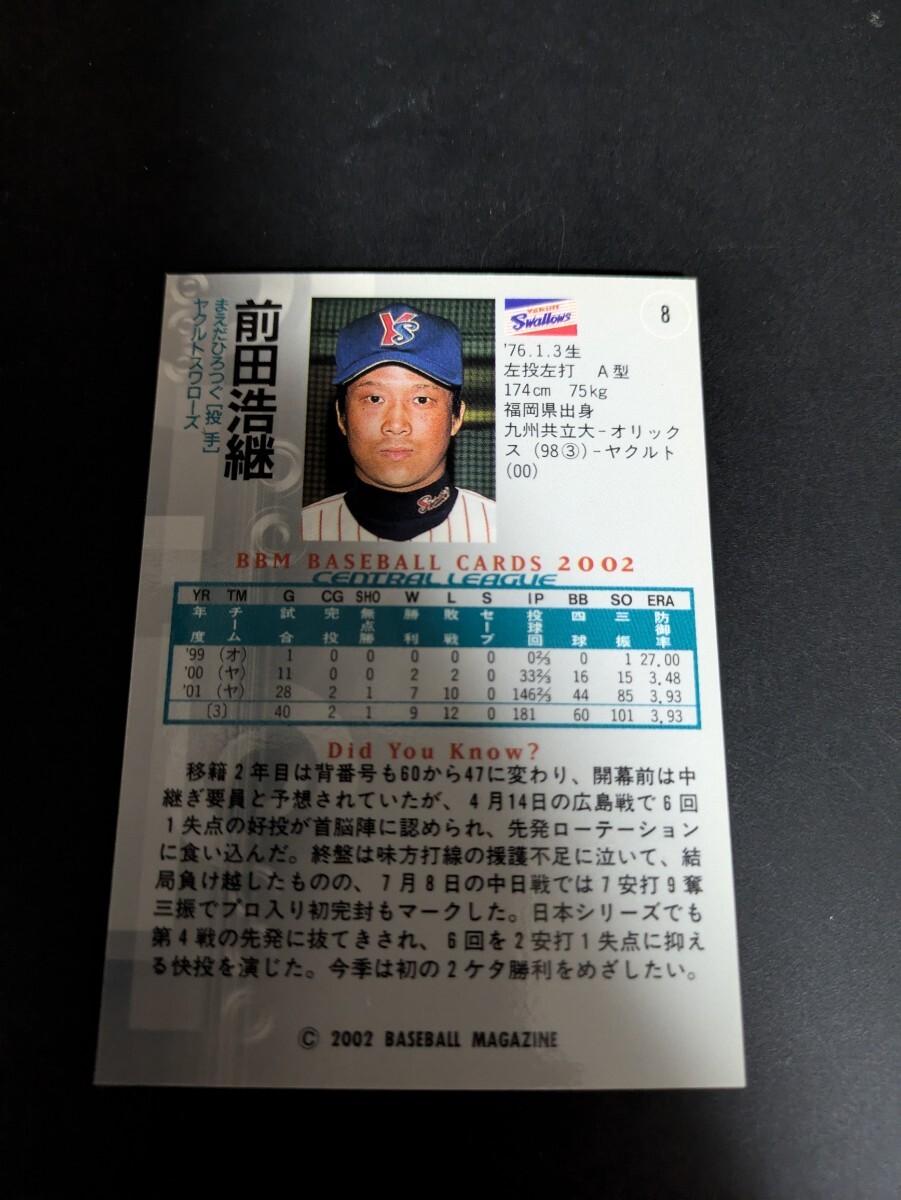 前田浩継
まえだひろつぐ［投 手］
ヤクルトスワローズ
YS
Swallows
YAKULT
Swallows
8
'76.1.3生
左投左打　A型
174cm　75kg
福岡県出身
九州共立大－オリック
ス（98③）－ヤクルト
(00)
BBM BASEBALL CARDS 2002
CENTRAL LEAGUE
YR TM G CG SHO W L S IP BB SO ERA
年度 チーム 試合 完投 無点勝 勝利 敗戦 セーブ 投球回 四球 三振 防御率
'99 (オ) 1 0 0 0 0 0 0⅔ 0 1 27.00
'00 (ヤ) 11 0 0 2 2 0 33⅔ 16 15 3.48
'01 (ヤ) 28 2 1 7 10 0 146⅔ 44 85 3.93
〔3〕 40 2 1 9 12 0 181 60 101 3.93
Did You Know?
移籍2年目は背番号も60から47に変わり、開幕前は中
継ぎ要員と予想されていたが、4月14日の広島戦で6回
1失点の好投が首脳陣に認められ、先発ローテーション
に食い込んだ。終盤は味方打線の援護不足に泣いて、結
局負け越したものの、7月8日の中日戦では7安打9奪
三振でプロ入り初完封もマークした。日本シリーズでも
第4戦の先発に抜てきされ、6回を2安打1失点に抑え
る快投を演じた。今季は初の2ケタ勝利をめざしたい。
© 2002 BASEBALL MAGAZINE